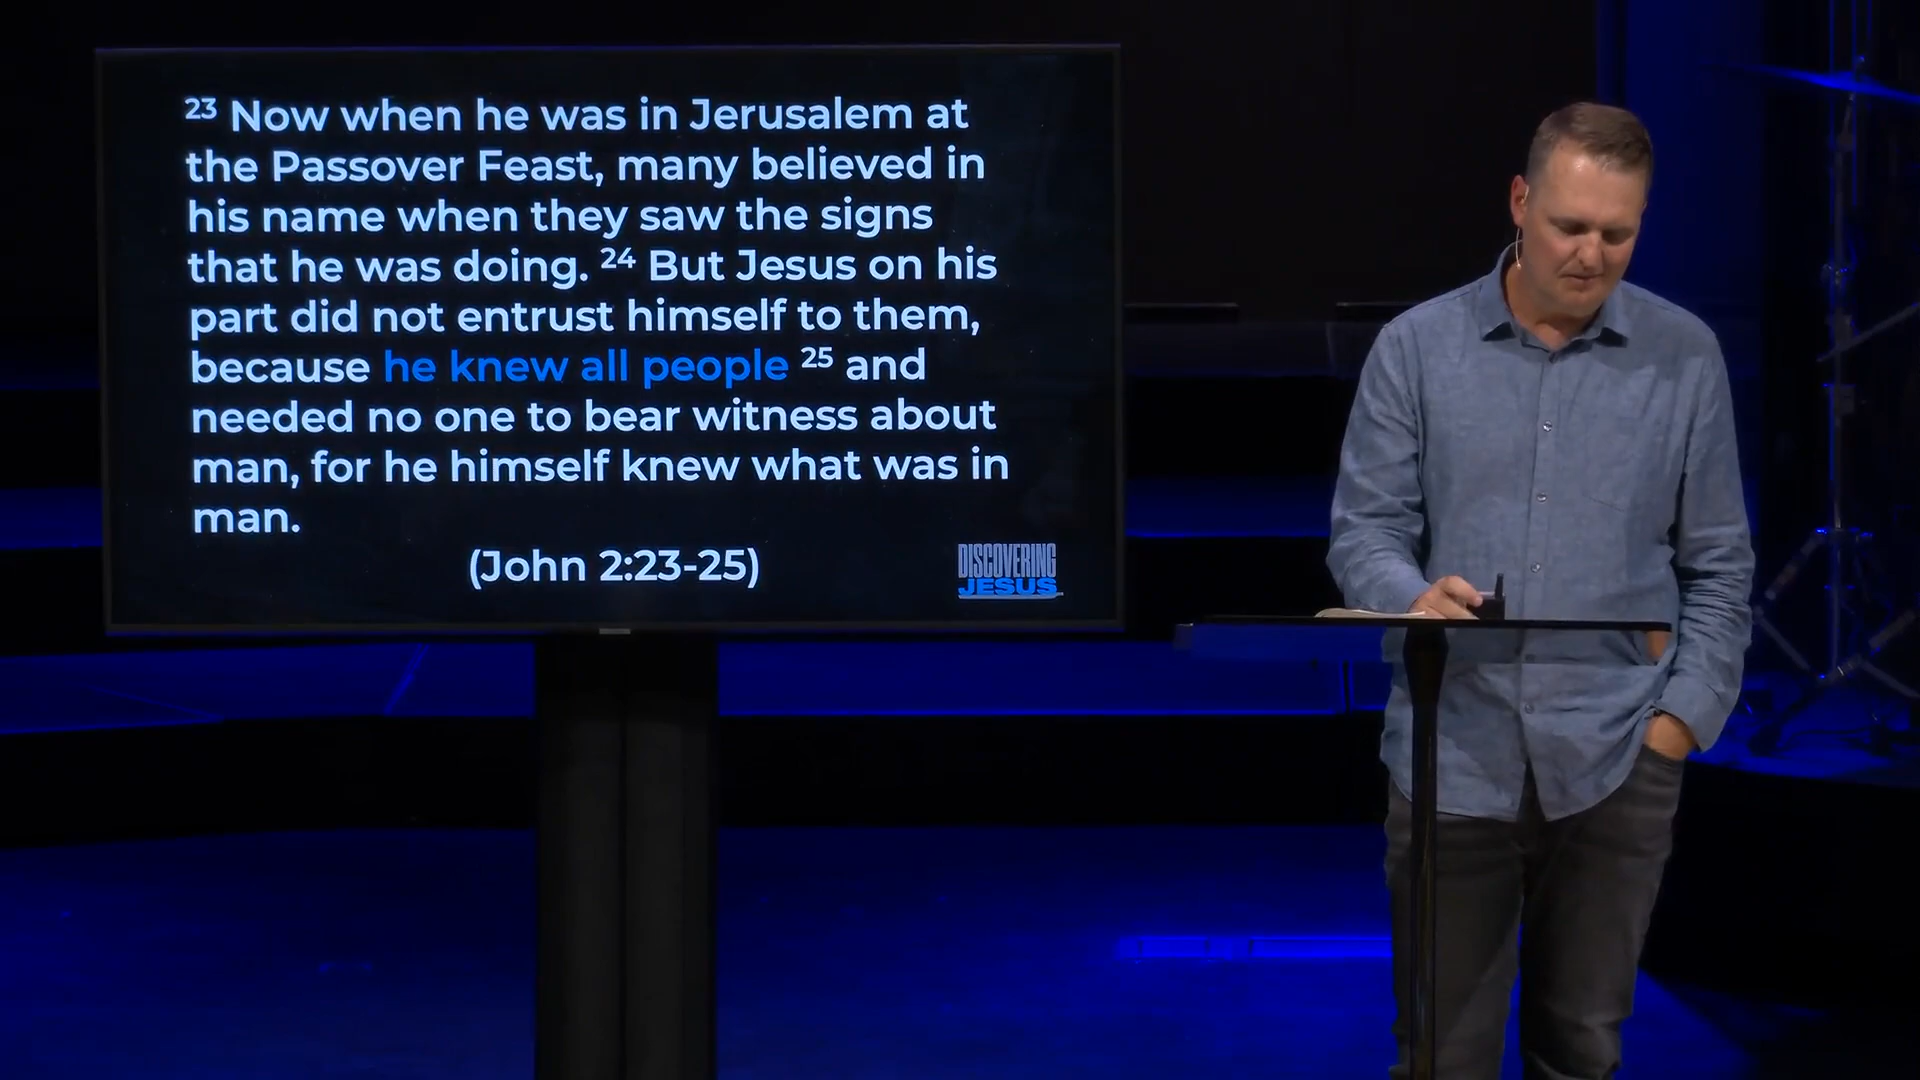 23 Now when he was in Jerusalem at
the Passover Feast, many believed in
his name when they saw the signs
that he was doing. 24 But Jesus on his
part did not entrust himself to them,
because he knew all people 25 and
needed no one to bear witness about
man, for he himself knew what was in
man.
(John 2:23-25)
DISCOVERING
JESUS